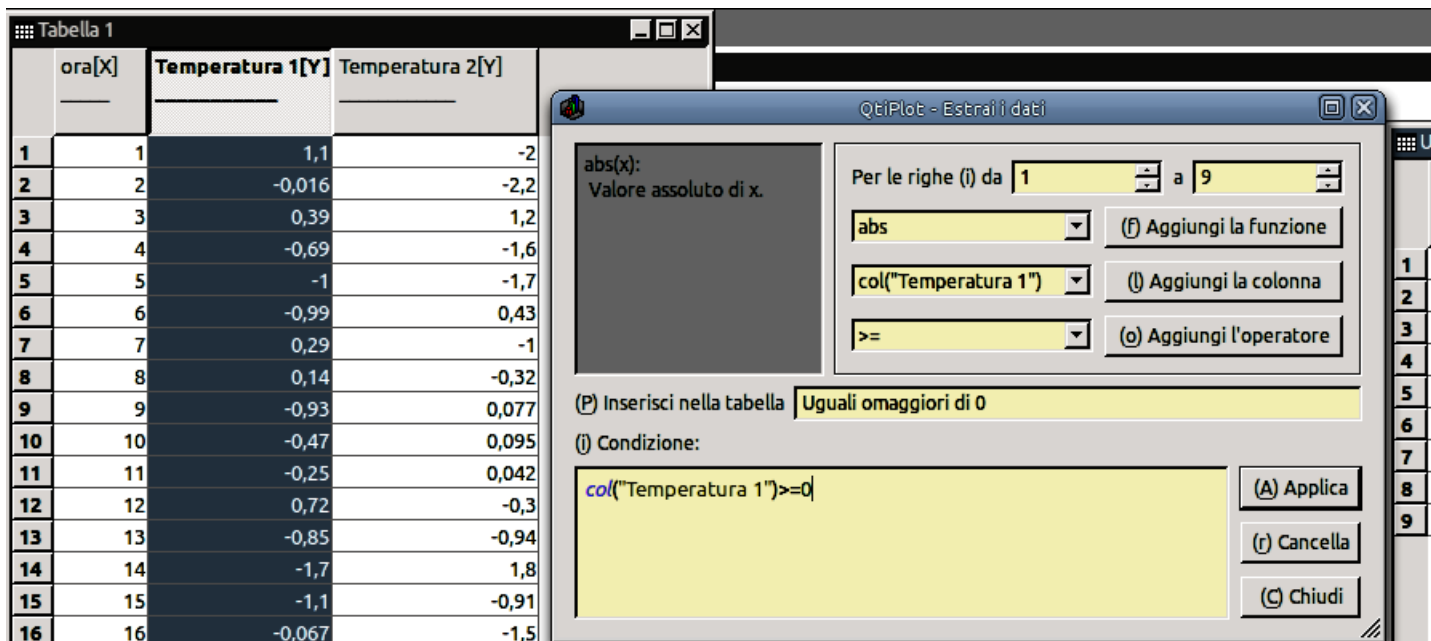 Tabella 1
ora[X] Temperatura 1[Y] Temperatura 2[Y]
1 1 1,1 -2
2 2 -0,016 -2,2
3 3 0,39 1,2
4 4 -0,69 -1,6
5 5 -1 -1,7
6 6 -0,99 0,43
7 7 0,29 -1
8 8 0,14 -0,32
9 9 -0,93 0,077
10 10 -0,47 0,095
11 11 -0,25 0,042
12 12 0,72 -0,3
13 13 -0,85 -0,94
14 14 -1,7 1,8
15 15 -1,1 -0,91
16 16 -0,067 -1,5
QtiPlot - Estrai i dati
abs(x):
Valore assoluto di x.
Per le righe (i) da 1 a 9
abs (f) Aggiungi la funzione
col("Temperatura 1") (l) Aggiungi la colonna
>= (o) Aggiungi l'operatore
(P) Inserisci nella tabella Uguali omaggiori di 0
(i) Condizione:
col("Temperatura 1")>=0
(A) Applica
(r) Cancella
(C) Chiudi
U
1
2
3
4
5
6
7
8
9